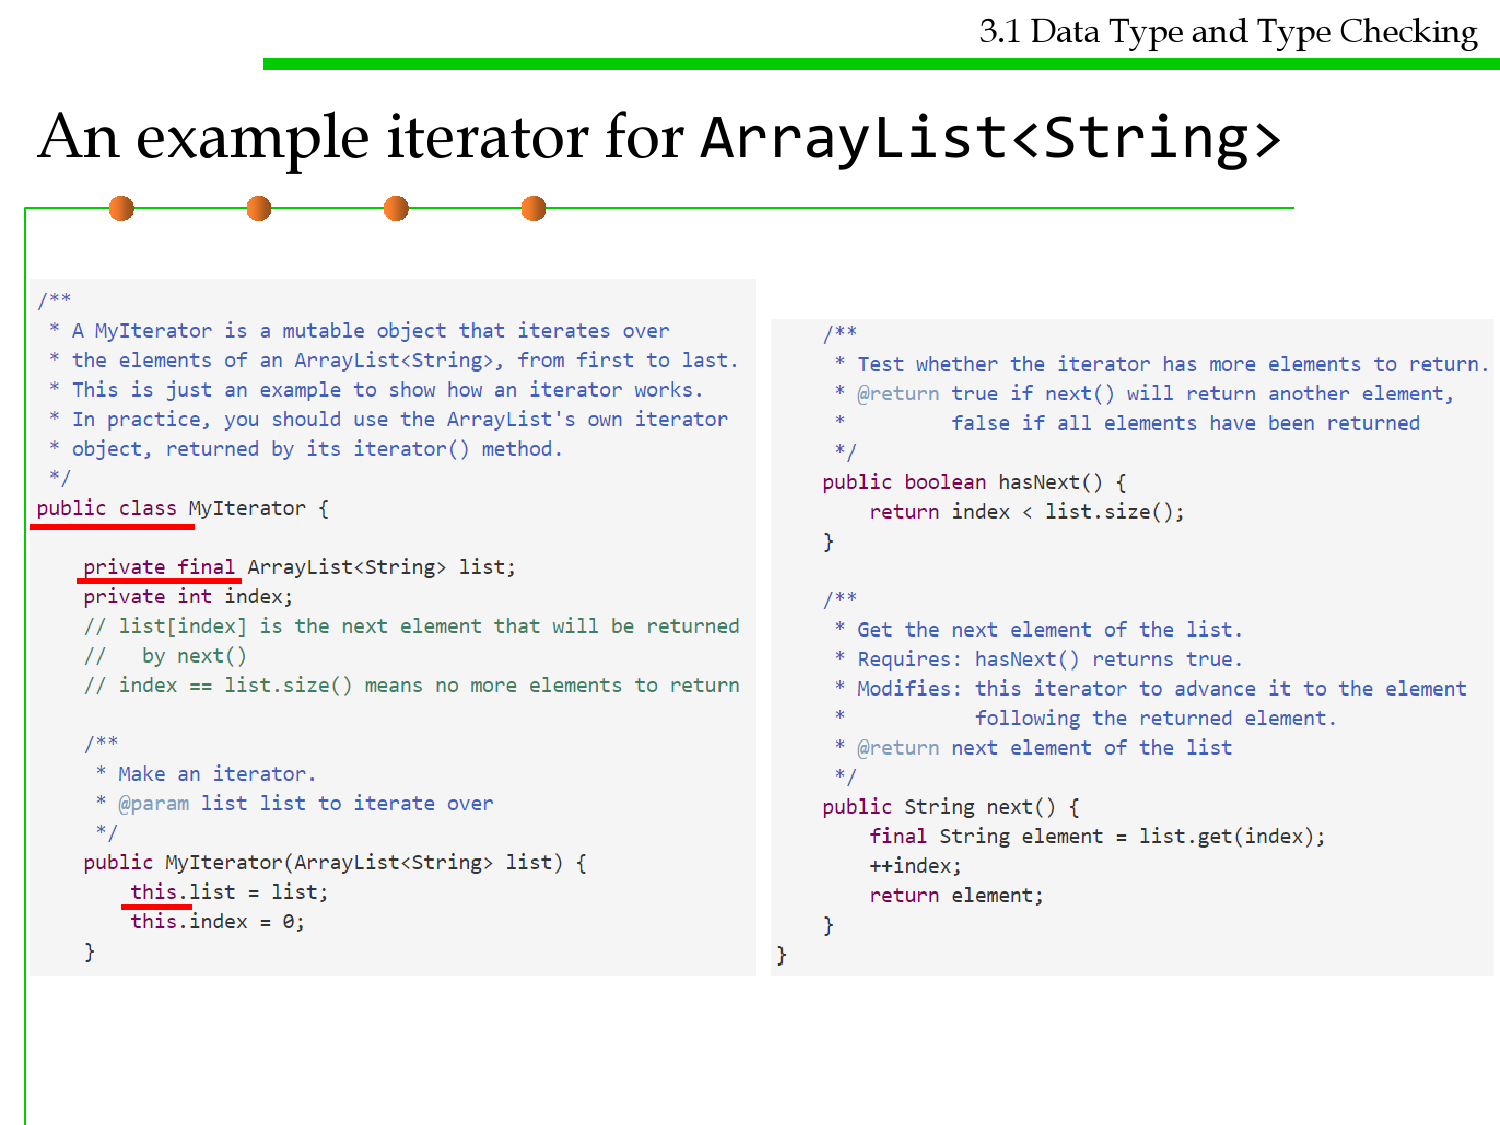 3.1 Data Type and Type Checking
An example iterator for ArrayList<String>
/**
 * A MyIterator is a mutable object that iterates over
 * the elements of an ArrayList<String>, from first to last.
 * This is just an example to show how an iterator works.
 * In practice, you should use the ArrayList's own iterator
 * object, returned by its iterator() method.
 */
public class MyIterator {

    private final ArrayList<String> list;
    private int index;
    // list[index] is the next element that will be returned
    //   by next()
    // index == list.size() means no more elements to return

    /**
     * Make an iterator.
     * @param list list to iterate over
     */
    public MyIterator(ArrayList<String> list) {
        this.list = list;
        this.index = 0;
    }

    /**
     * Test whether the iterator has more elements to return.
     * @return true if next() will return another element,
     *         false if all elements have been returned
     */
    public boolean hasNext() {
        return index < list.size();
    }

    /**
     * Get the next element of the list.
     * Requires: hasNext() returns true.
     * Modifies: this iterator to advance it to the element
     *           following the returned element.
     * @return next element of the list
     */
    public String next() {
        final String element = list.get(index);
        ++index;
        return element;
    }
}